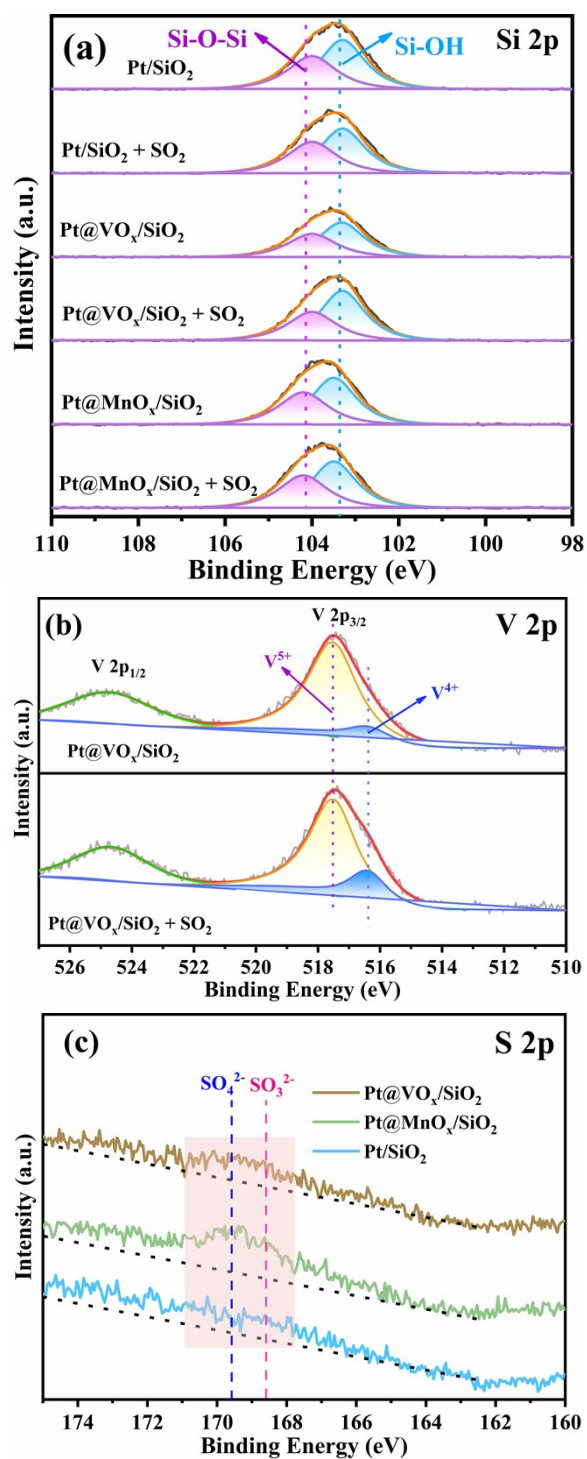 (a)
Si-O-Si
Si-OH
Si 2p
Pt/SiO₂
Pt/SiO₂ + SO₂
Pt@VOₓ/SiO₂
Pt@VOₓ/SiO₂ + SO₂
Pt@MnOₓ/SiO₂
Pt@MnOₓ/SiO₂ + SO₂
Intensity (a.u.)
110 108 106 104 102 100 98
Binding Energy (eV)
(b)
V 2p₃/₂
V 2p
V 2p₁/₂
V⁵⁺
V⁴⁺
Pt@VOₓ/SiO₂
Intensity (a.u.)
Intensity (a.u.)
Pt@VOₓ/SiO₂ + SO₂
526 524 522 520 518 516 514 512 510
Binding Energy (eV)
(c)
S 2p
SO₄²⁻ SO₃²⁻
Pt@VOₓ/SiO₂
Pt@MnOₓ/SiO₂
Pt/SiO₂
Intensity (a.u.)
174 172 170 168 166 164 162 160
Binding Energy (eV)